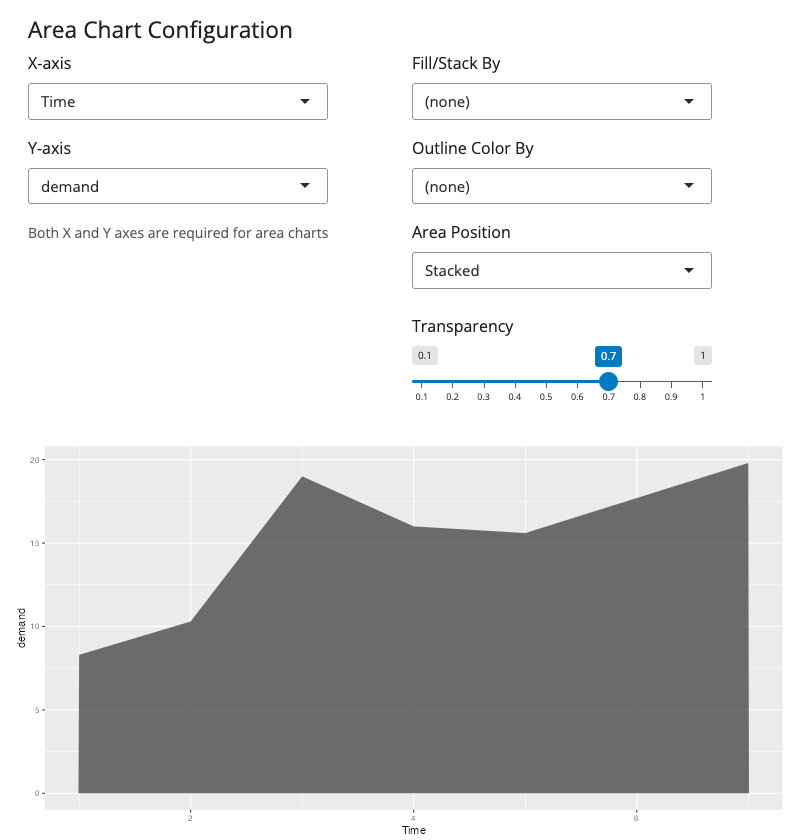 Area Chart Configuration
X-axis
Time
Y-axis
demand
Both X and Y axes are required for area charts
Fill/Stack By
(none)
Outline Color By
(none)
Area Position
Stacked
Transparency
0.1 0.7 1
0.1 0.2 0.3 0.4 0.5 0.6 0.7 0.8 0.9 1
20
15
10
5
0
demand
2 4 6
Time